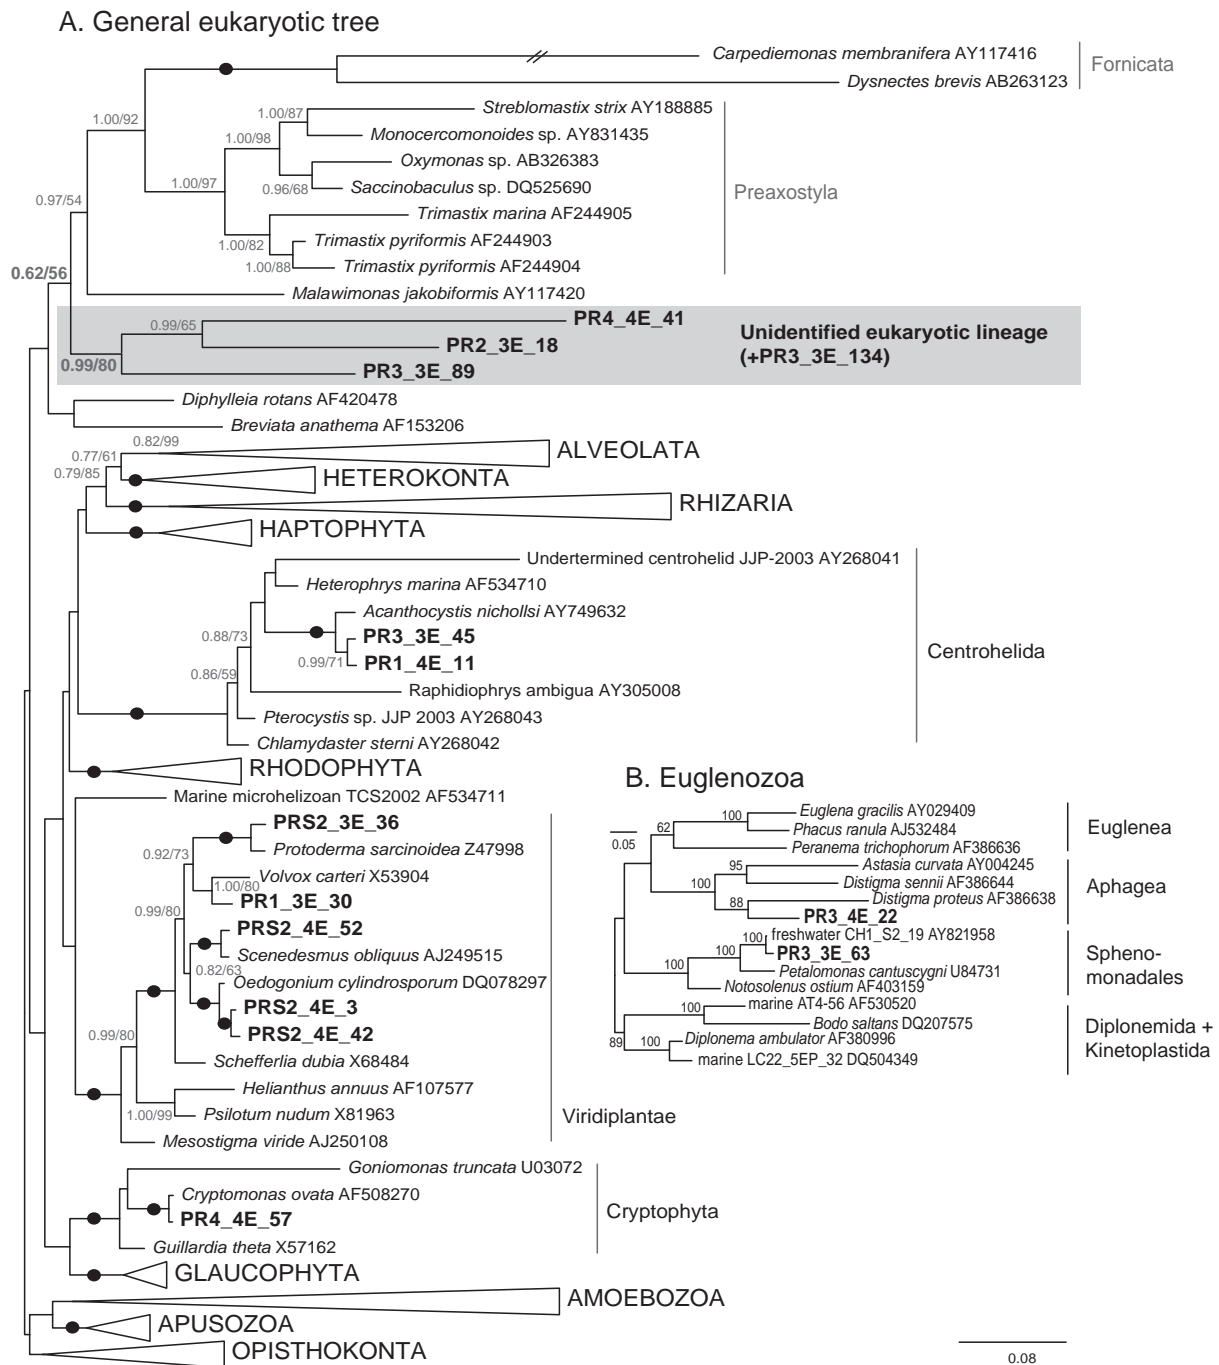 A. General eukaryotic tree
Carpediemonas membranifera AY117416
Fornicata
Dysnectes brevis AB263123
1.00/87
Streblomastix strix AY188885
1.00/92
1.00/98
Monocercomonoides sp. AY831435
Oxymonas sp. AB326383
1.00/97
0.96/68
Saccinobaculus sp. DQ525690
Preaxostyla
0.97/54
Trimastix marina AF244905
1.00/82
Trimastix pyriformis AF244903
1.00/88
Trimastix pyriformis AF244904
0.62/56
Malawimonas jakobiformis AY117420
0.99/65
PR4_4E_41
Unidentified eukaryotic lineage
(+PR3_3E_134)
PR2_3E_18
0.99/80
PR3_3E_89
Diphylleia rotans AF420478
Breviata anathema AF153206
0.82/99
ALVEOLATA
0.77/61
0.79/85
HETEROKONTA
RHIZARIA
HAPTOPHYTA
Undertermined centrohelid JJP-2003 AY268041
Heterophrys marina AF534710
Acanthocystis nichollsi AY749632
0.88/73
PR3_3E_45
0.99/71
PR1_4E_11
Centrohelida
0.86/59
Raphidiophrys ambigua AY305008
Pterocystis sp. JJP 2003 AY268043
Chlamydaster sterni AY268042
RHODOPHYTA
Marine microhelizoan TCS2002 AF534711
PRS2_3E_36
0.92/73
Protoderma sarcinoidea Z47998
Volvox carteri X53904
1.00/80
PR1_3E_30
0.99/80
PRS2_4E_52
Scenedesmus obliquus AJ249515
0.82/63
Oedogonium cylindrosporum DQ078297
PRS2_4E_3
0.99/80
PRS2_4E_42
Schefferlia dubia X68484
Helianthus annuus AF107577
1.00/99
Psilotum nudum X81963
Viridiplantae
Mesostigma viride AJ250108
Goniomonas truncata U03072
Cryptomonas ovata AF508270
PR4_4E_57
Cryptophyta
Guillardia theta X57162
GLAUCOPHYTA
AMOEBOZOA
APUSOZOA
OPISTHOKONTA
0.08
B. Euglenozoa
0.05
100
Euglena gracilis AY029409
62
Phacus ranula AJ532484
Euglenea
Peranema trichophorum AF386636
95
Astasia curvata AY004245
100
Distigma sennii AF386644
Aphagea
88
Distigma proteus AF386638
PR3_4E_22
100
freshwater CH1_S2_19 AY821958
100
PR3_3E_63
Spheno-
monadales
100
Petalomonas cantuscygni U84731
Notosolenus ostium AF403159
100
marine AT4-56 AF530520
Bodo saltans DQ207575
Diplonemida +
Kinetoplastida
89
100
Diplonema ambulator AF380996
marine LC22_5EP_32 DQ504349